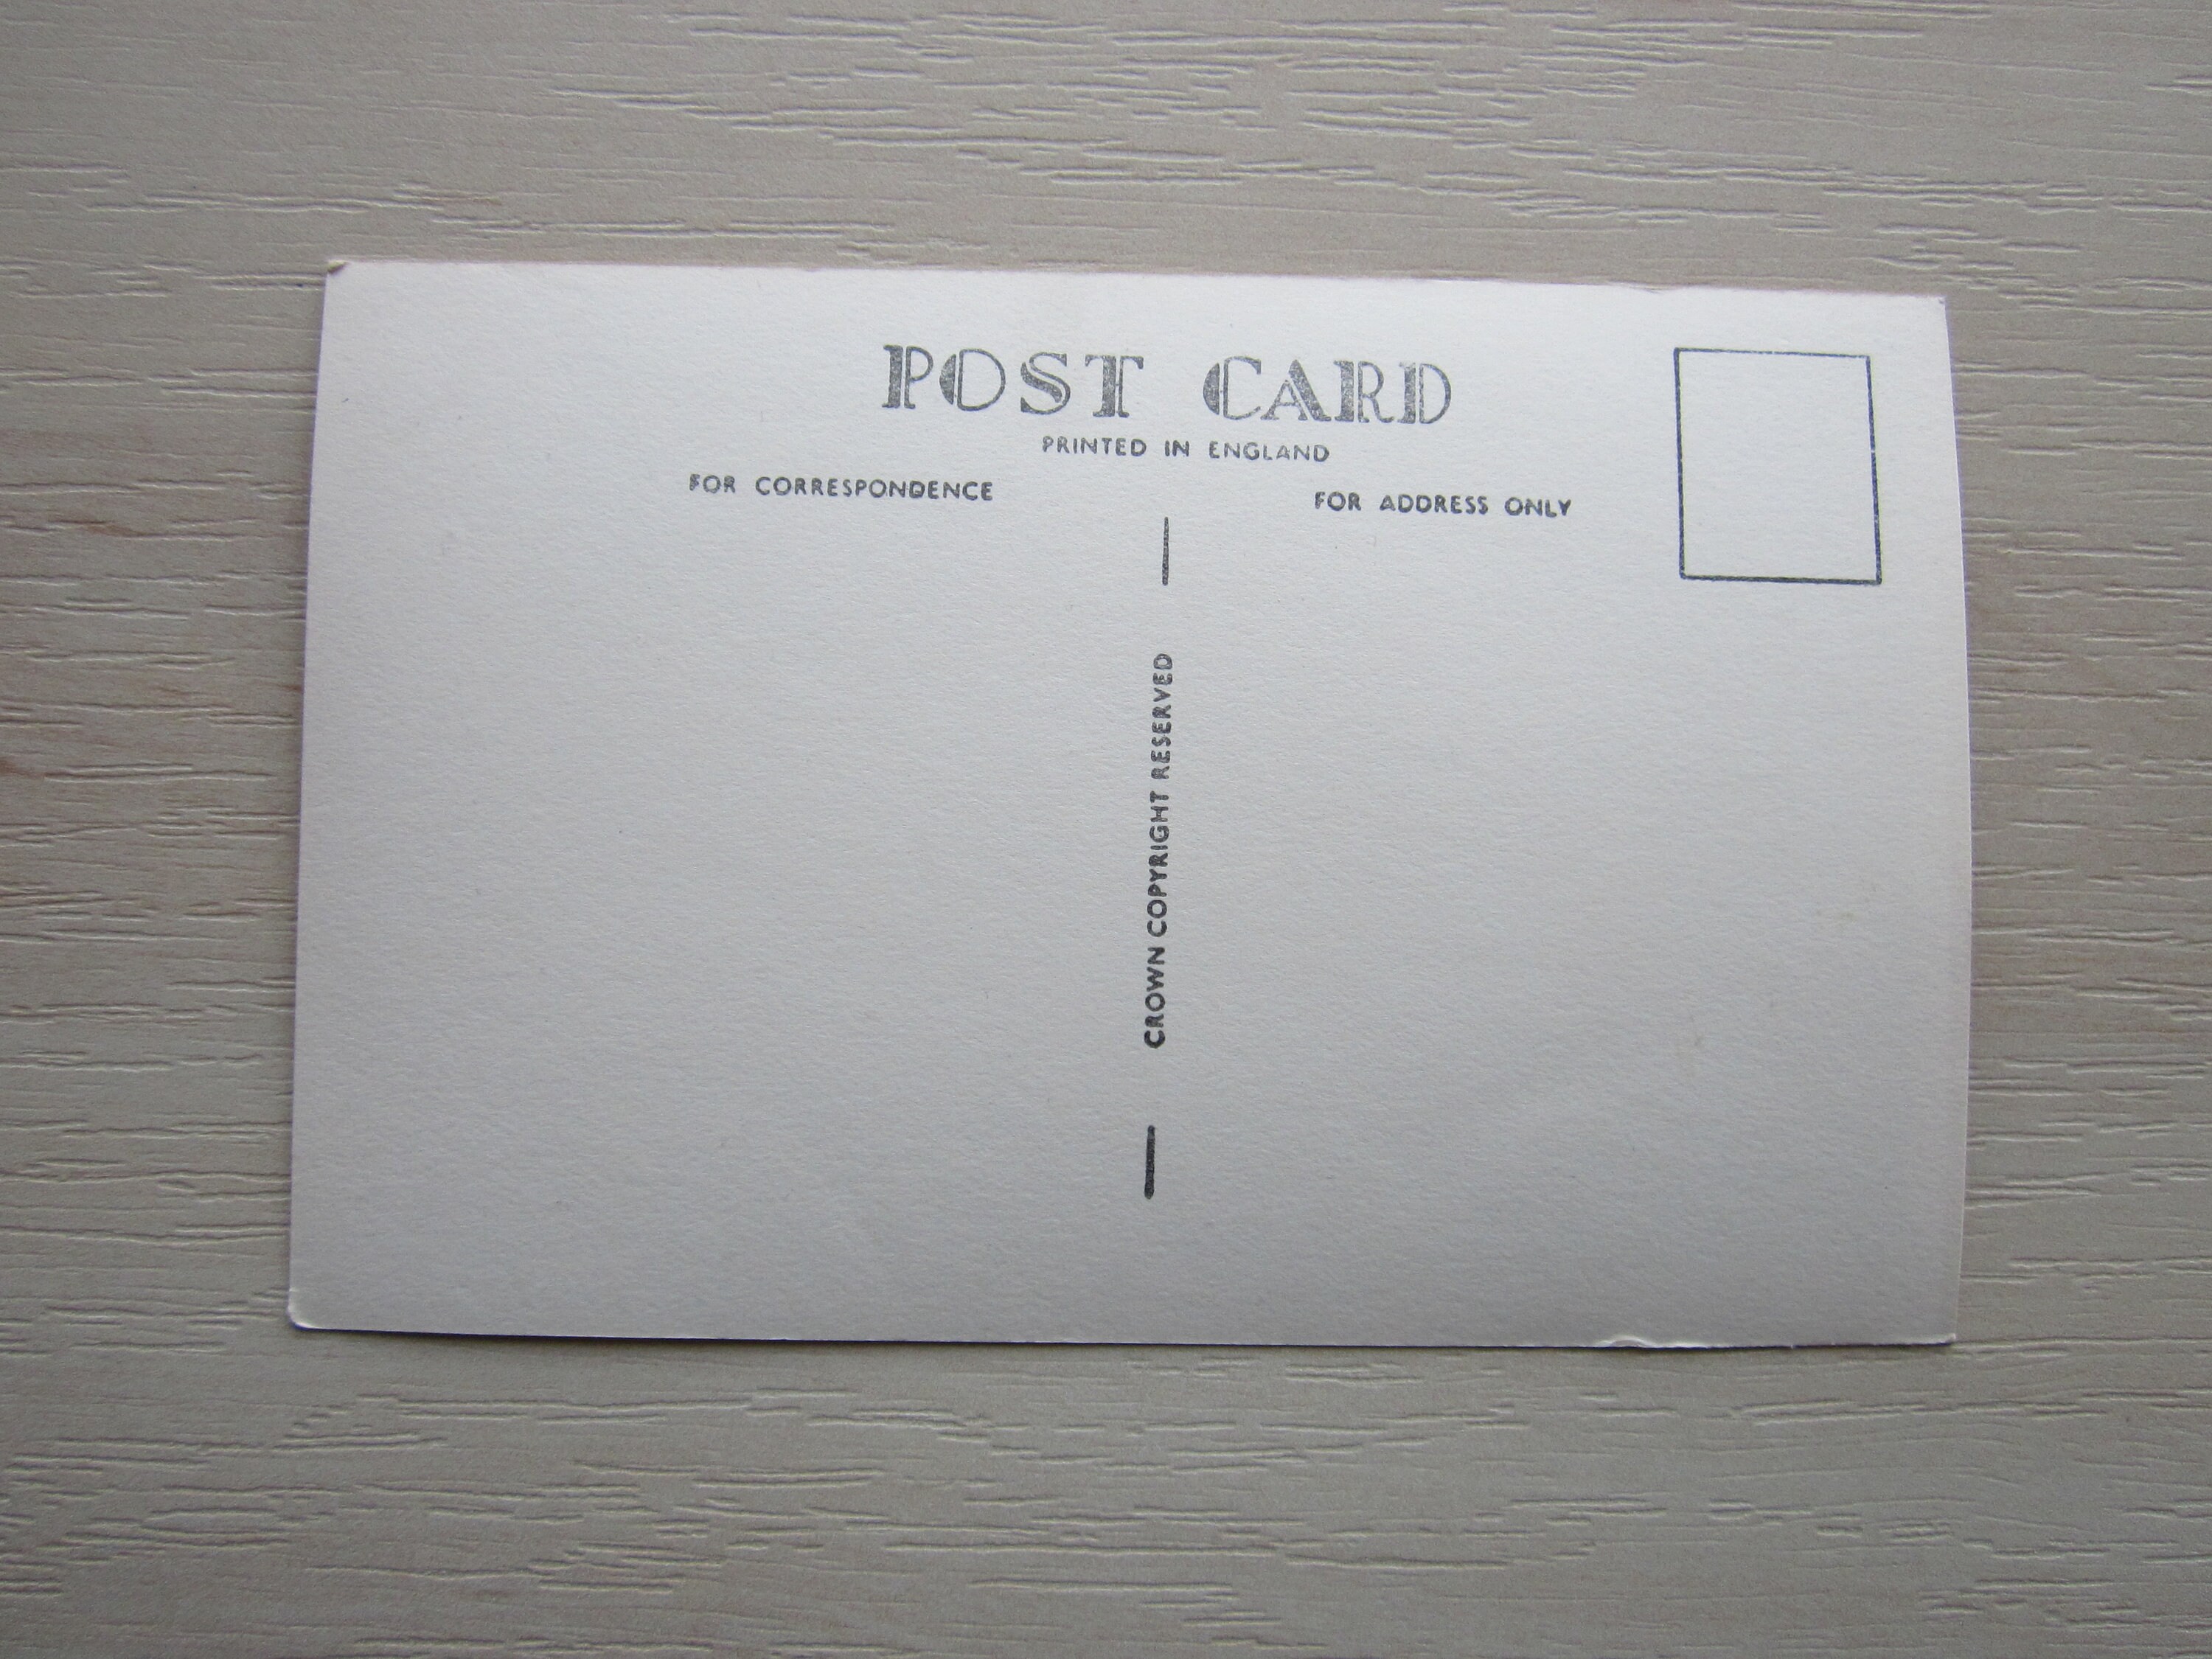 POST CARD
PRINTED IN ENGLAND
FOR CORRESPONDENCE
FOR ADDRESS ONLY
CROWN COPYRIGHT RESERVED